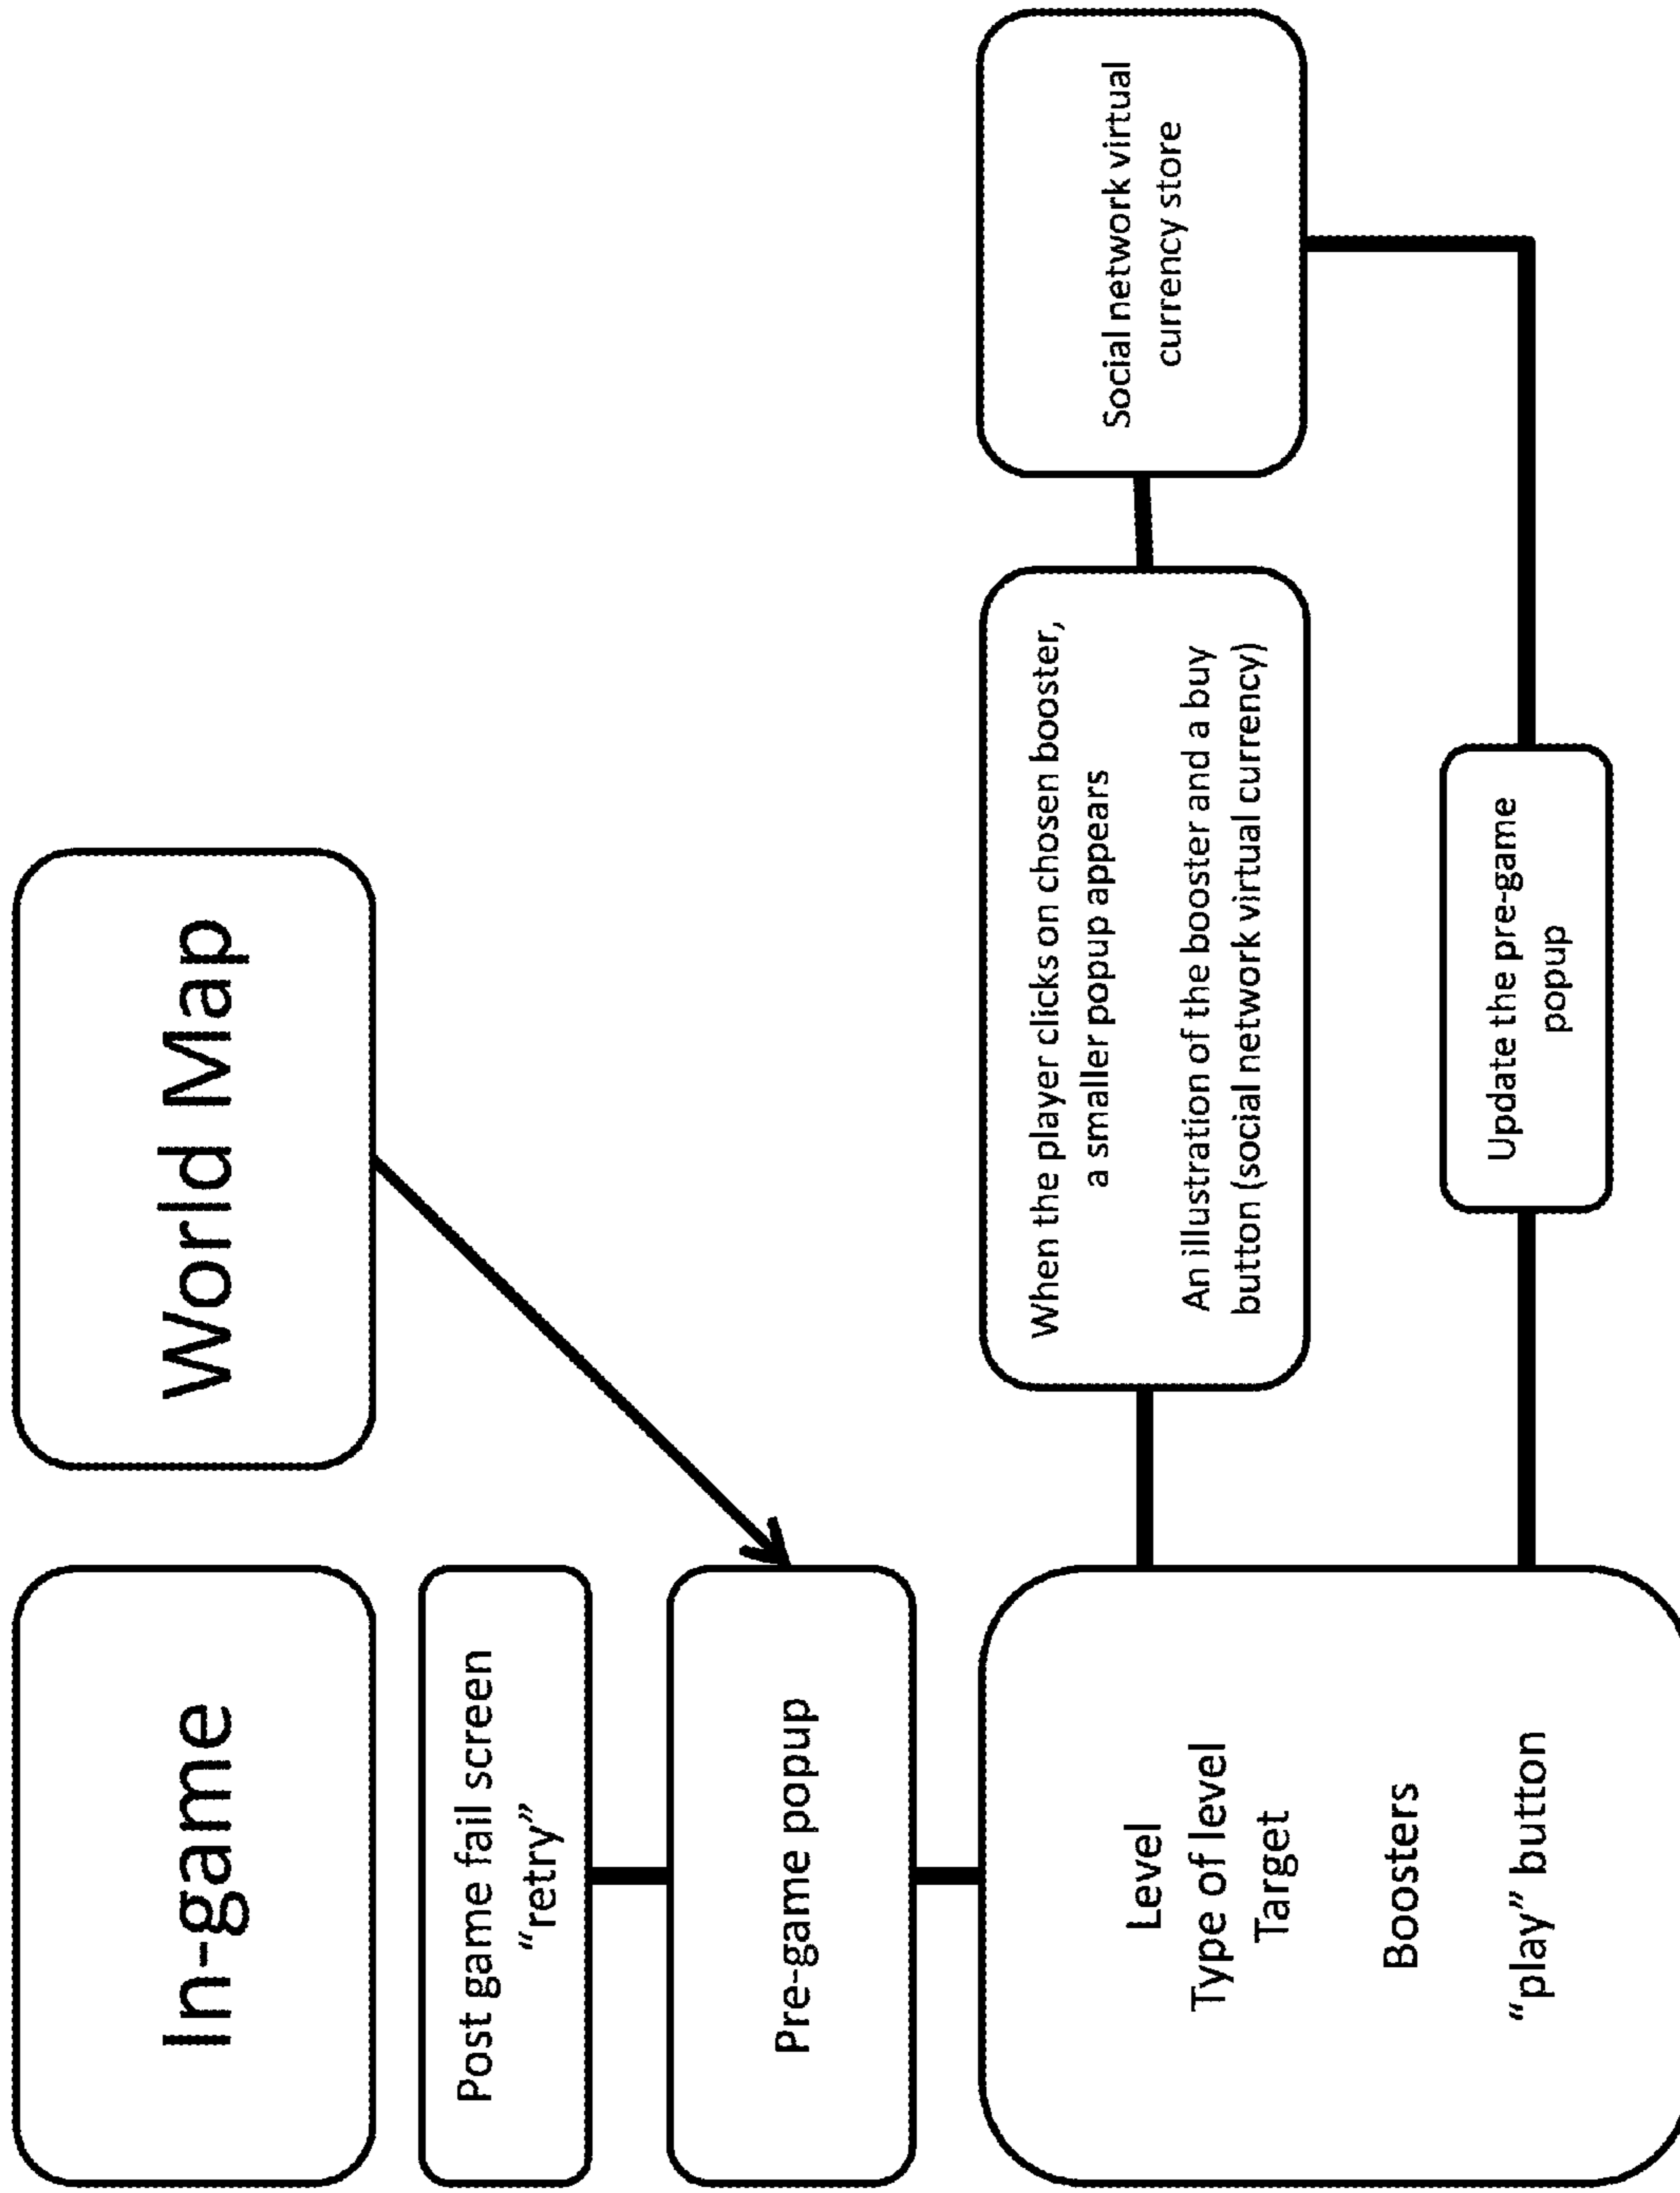 In-game
World Map
Post game fail screen
“retry”
Pre-game popup
Level
Type of level
Target
Boosters
“play” button
When the player clicks on chosen booster,
a smaller popup appears
An illustration of the booster and a buy
button (social network virtual currency)
Social network virtual
currency store
Update the pre-game
popup